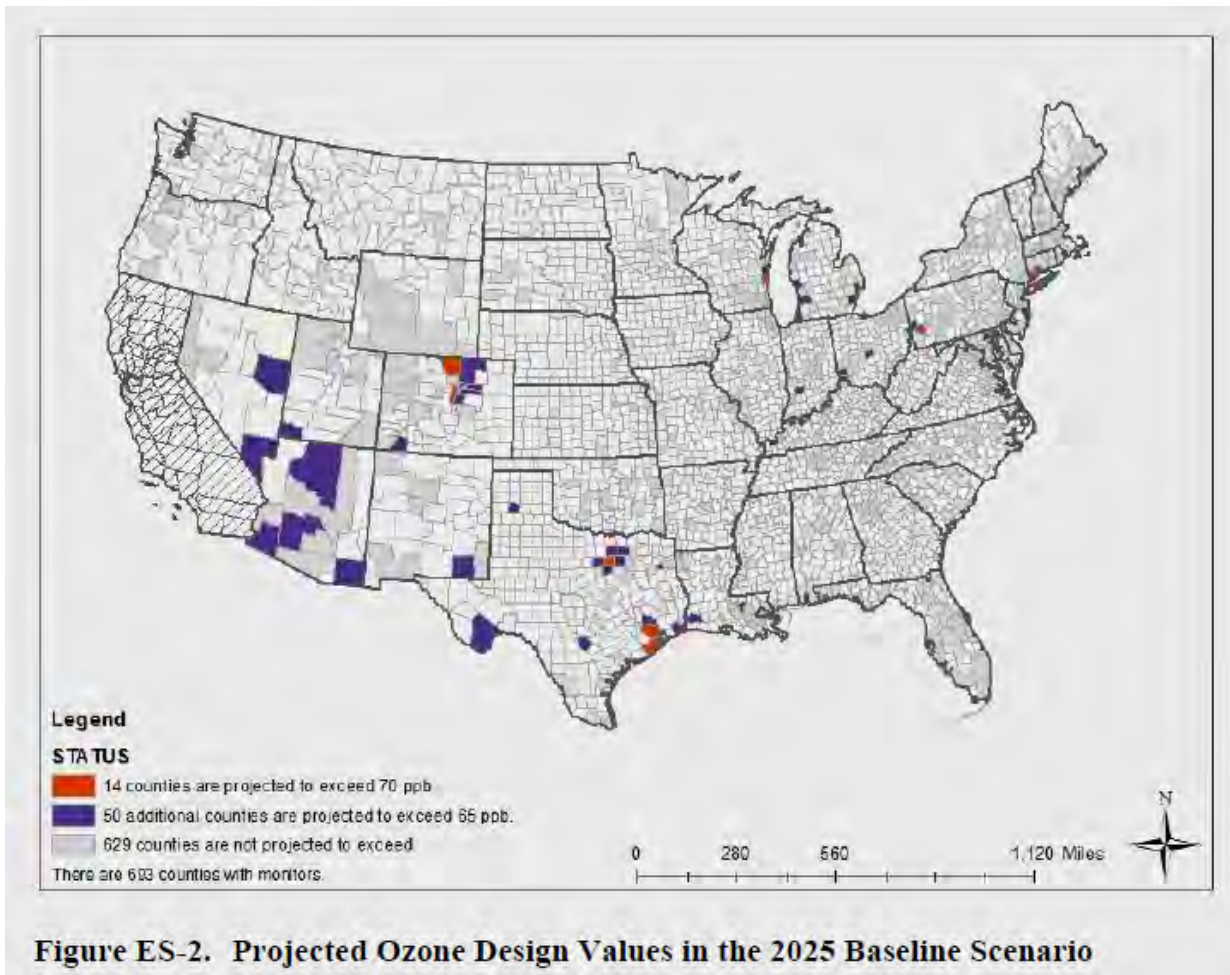 Legend
STATUS
14 counties are projected to exceed 70 ppb
50 additional counties are projected to exceed 65 ppb.
629 counties are not projected to exceed
There are 693 counties with monitors.
0 280 560 1,120 Miles
N
Figure ES-2. Projected Ozone Design Values in the 2025 Baseline Scenario